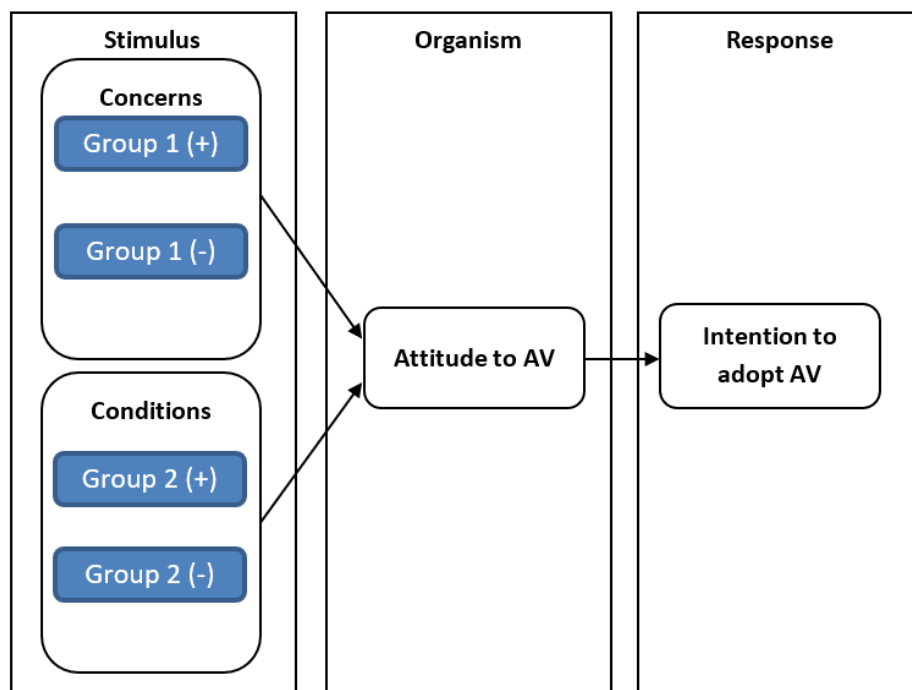 Stimulus
Concerns
Group 1 (+)
Group 1 (-)
Conditions
Group 2 (+)
Group 2 (-)
Organism
Attitude to AV
Response
Intention to
adopt AV